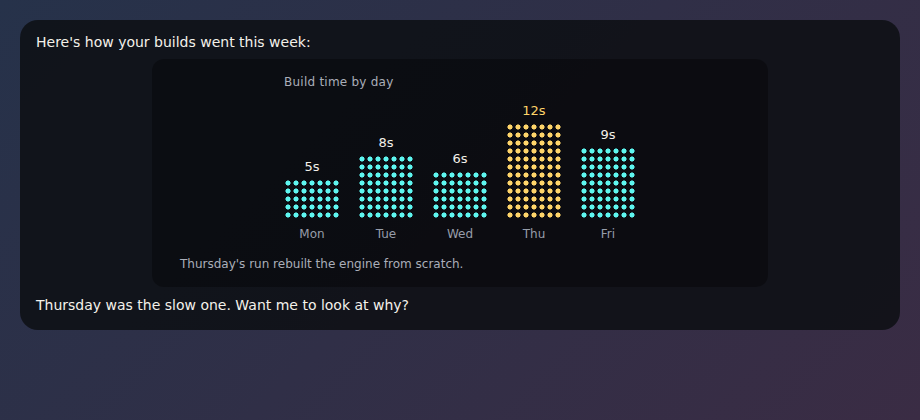 Here's how your builds went this week:
Build time by day
12s
9s
8s
6s
5s
Mon Tue Wed Thu Fri
Thursday's run rebuilt the engine from scratch.
Thursday was the slow one. Want me to look at why?